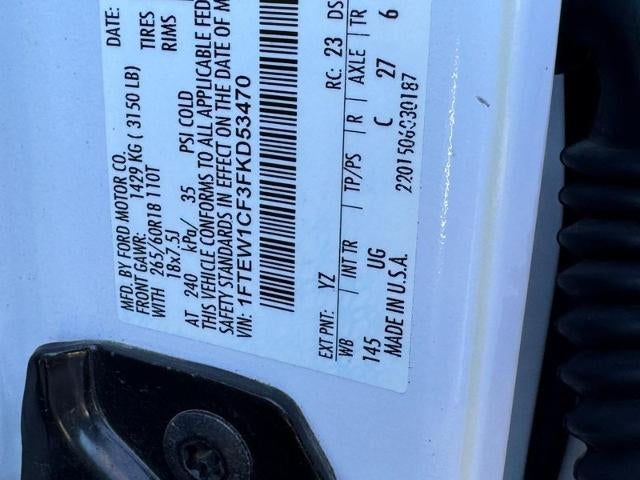 MFD. BY FORD MOTOR CO.
DATE:
FRONT GAWR: 1429 KG ( 3150 LB)
WITH 265/60R18 110T TIRES
18x7.5J RIMS
AT 240 kPa/ 35 PSI COLD
THIS VEHICLE CONFORMS TO ALL APPLICABLE FED
SAFETY STANDARDS IN EFFECT ON THE DATE OF M
VIN: 1FTEW1CF3FKD53470
EXT PNT: YZ RC: 23 DS
WB INT TR TP/PS R AXLE TR
145 UG C 27 6
MADE IN U.S.A. 2201506030187